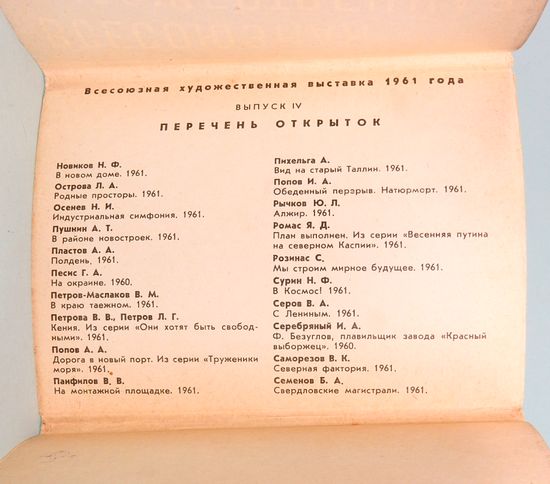 Всесоюзная художественная выставка 1961 года
ВЫПУСК IV
ПЕРЕЧЕНЬ ОТКРЫТОК
Новиков Н. Ф.
В новом доме. 1961.
Острова Л. А.
Родные просторы. 1961.
Осенев Н. И.
Индустриальная симфония. 1961.
Пушнин А. Т.
В районе новостроек. 1961.
Пластов А. А.
Полдень, 1961.
Песис Г. А.
На окраине. 1960.
Петров-Маслаков В. М.
В краю таежном. 1961.
Петрова В. В., Петров Л. Г.
Кения. Из серии «Они хотят быть свобод-
ными». 1961.
Попов А. А.
Дорога в новый порт. Из серии «Труженики
моря». 1961.
Панфилов В. В.
На монтажной площадке. 1961.
Пихельга А.
Вид на старый Таллин. 1961.
Попов И. А.
Обеденный перэрыв. Натюрморт. 1961.
Рычков Ю. Л.
Алжир. 1961.
Ромас Я. Д.
План выполнен. Из серии «Весенняя путина
на северном Каспии». 1961.
Розинас С.
Мы строим мирное будущее. 1961.
Сурин Н. Ф.
В Космос! 1961.
Серов В. А.
С Лениным. 1961.
Серебряный И. А.
Ф. Безуглов, плавильщик завода «Красный
выборжец». 1960.
Саморезов В. К.
Северная фактория. 1961.
Семенов Б. А.
Свердловские магистрали. 1961.